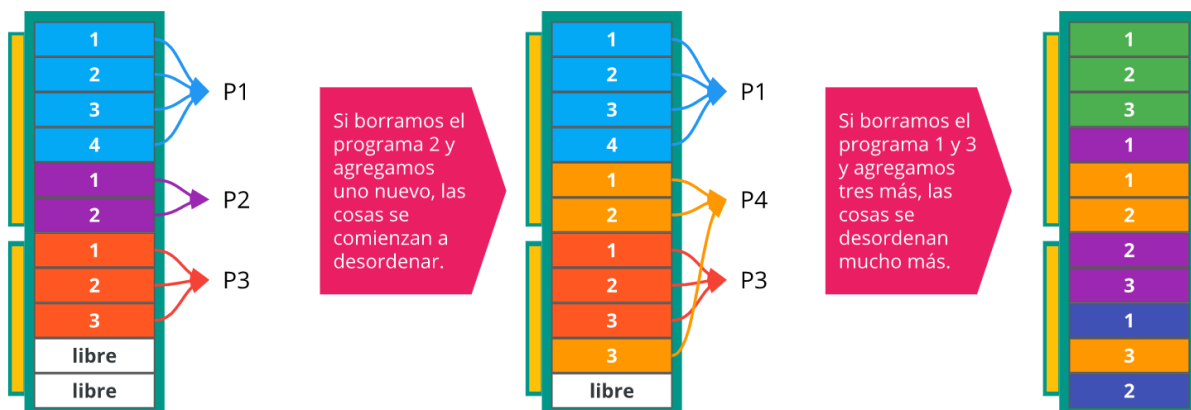 1
2
3
4
1
2
1
2
3
libre
libre
P1
P2
P3
Si borramos el
programa 2 y
agregamos
uno nuevo, las
cosas se
comienzan a
desordenar.
1
2
3
4
1
2
1
2
3
3
libre
P1
P4
P3
Si borramos el
programa 1 y 3
y agregamos
tres más, las
cosas se
desordenan
mucho más.
1
2
3
1
1
2
2
3
1
3
2